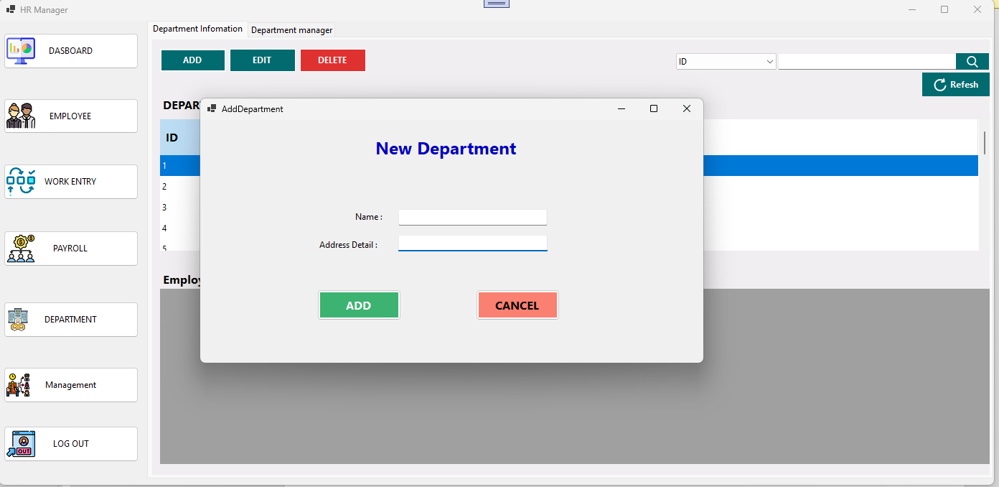 HR Manager
DASBOARD
EMPLOYEE
WORK ENTRY
PAYROLL
DEPARTMENT
Management
OUT
LOG OUT
Department Infomation
Department manager
ADD
EDIT
DELETE
ID
Refesh
DEPAR
ID
1
2
3
4
5
Employ
AddDepartment
New Department
Name :
Address Detail :
ADD
CANCEL